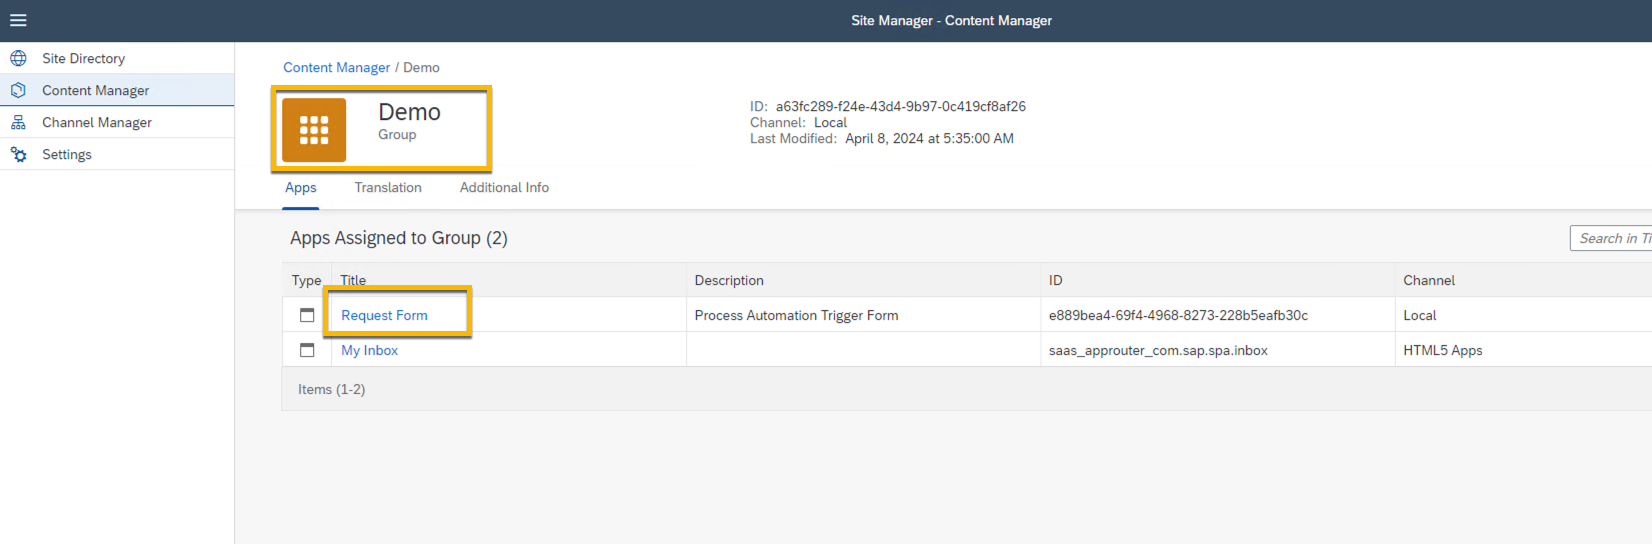 Site Manager - Content Manager
Site Directory
Content Manager
Channel Manager
Settings
Content Manager / Demo
Demo
Group
ID: a63fc289-f24e-43d4-9b97-0c419cf8af26
Channel: Local
Last Modified: April 8, 2024 at 5:35:00 AM
Apps Translation Additional Info
Apps Assigned to Group (2)
Search in Ti
Type Title Description ID Channel
Request Form Process Automation Trigger Form e889bea4-69f4-4968-8273-228b5eafb30c Local
My Inbox saas_approuter_com.sap.spa.inbox HTML5 Apps
Items (1-2)